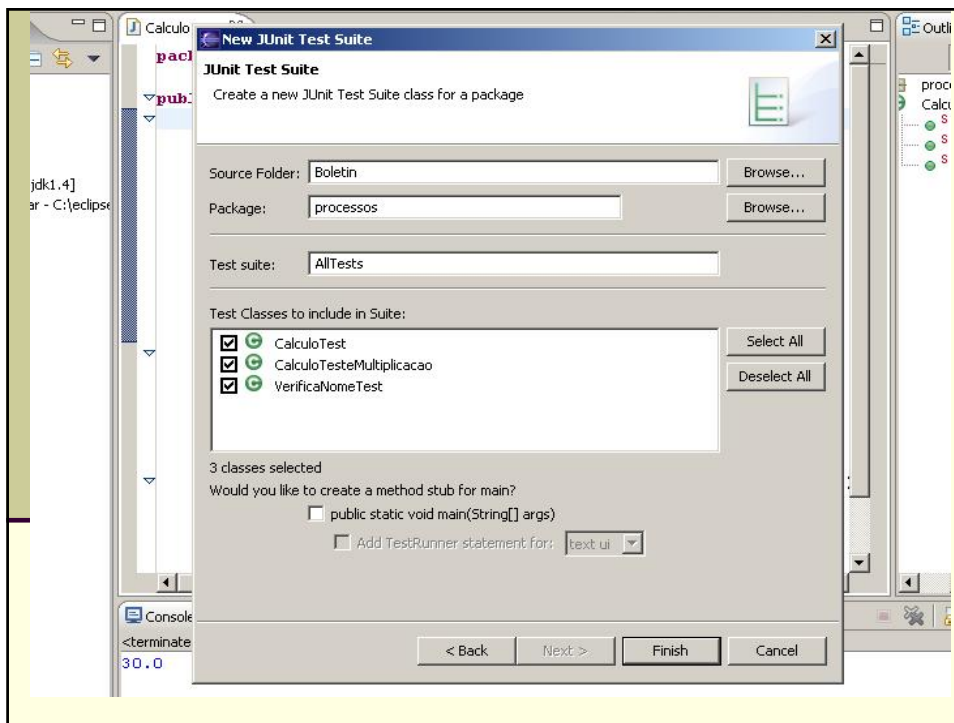 Calculo
New JUnit Test Suite
JUnit Test Suite
Create a new JUnit Test Suite class for a package
Source Folder: Boletin Browse...
Package: processos Browse...
Test suite: AllTests
Test Classes to include in Suite:
CalculoTest
CalculoTesteMultiplicacao
VerificaNomeTest
Select All
Deselect All
3 classes selected
Would you like to create a method stub for main?
public static void main(String[] args)
Add TestRunner statement for: text ui
< Back Next > Finish Cancel
pack
publ
jdk1.4]
ar - C:\eclipse
Outli
proce
Calcu
S
S
S
Console
<terminate
30.0